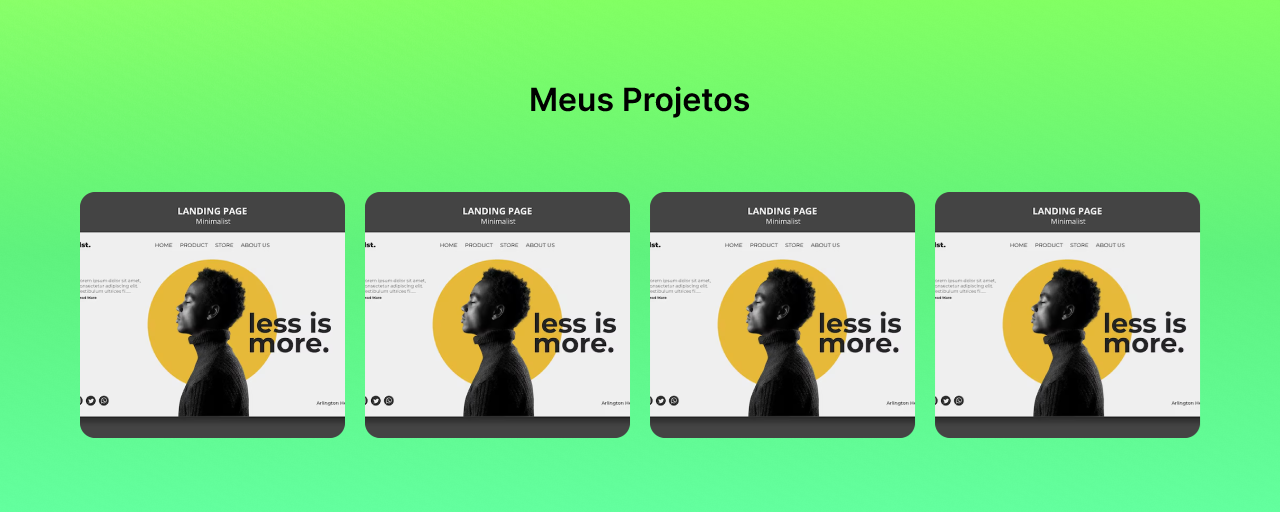 Meus Projetos
LANDING PAGE
Minimalist
HOME PRODUCT STORE ABOUT US
less is
more.
LANDING PAGE
Minimalist
HOME PRODUCT STORE ABOUT US
less is
more.
LANDING PAGE
Minimalist
HOME PRODUCT STORE ABOUT US
less is
more.
LANDING PAGE
Minimalist
HOME PRODUCT STORE ABOUT US
less is
more.